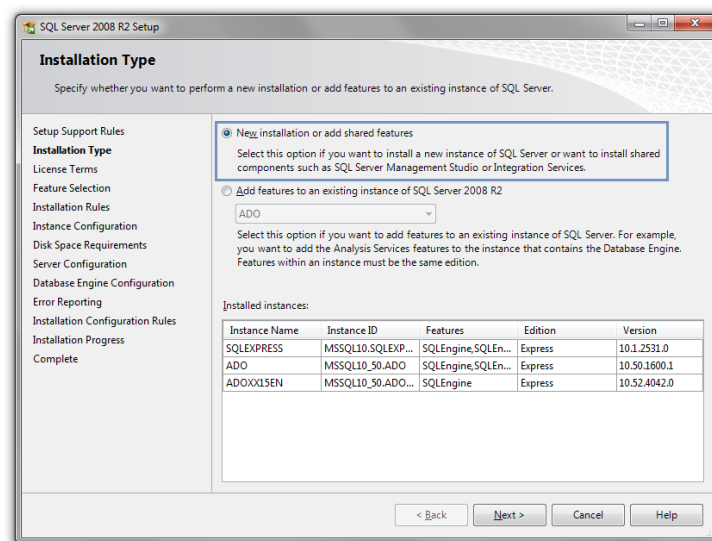 SQL Server 2008 R2 Setup
Installation Type
Specify whether you want to perform a new installation or add features to an existing instance of SQL Server.
Setup Support Rules
Installation Type
License Terms
Feature Selection
Installation Rules
Instance Configuration
Disk Space Requirements
Server Configuration
Database Engine Configuration
Error Reporting
Installation Configuration Rules
Installation Progress
Complete
New installation or add shared features
Select this option if you want to install a new instance of SQL Server or want to install shared
components such as SQL Server Management Studio or Integration Services.
Add features to an existing instance of SQL Server 2008 R2
ADO
Select this option if you want to add features to an existing instance of SQL Server. For example,
you want to add the Analysis Services features to the instance that contains the Database Engine.
Features within an instance must be the same edition.
Installed instances:
Instance Name Instance ID Features Edition Version
SQLEXPRESS MSSQL10.SQLEXP... SQLEngine,SQLEn... Express 10.1.2531.0
ADO MSSQL10_50.ADO SQLEngine,SQLEn... Express 10.50.1600.1
ADOXX15EN MSSQL10_50.ADO... SQLEngine Express 10.52.4042.0
< Back Next > Cancel Help